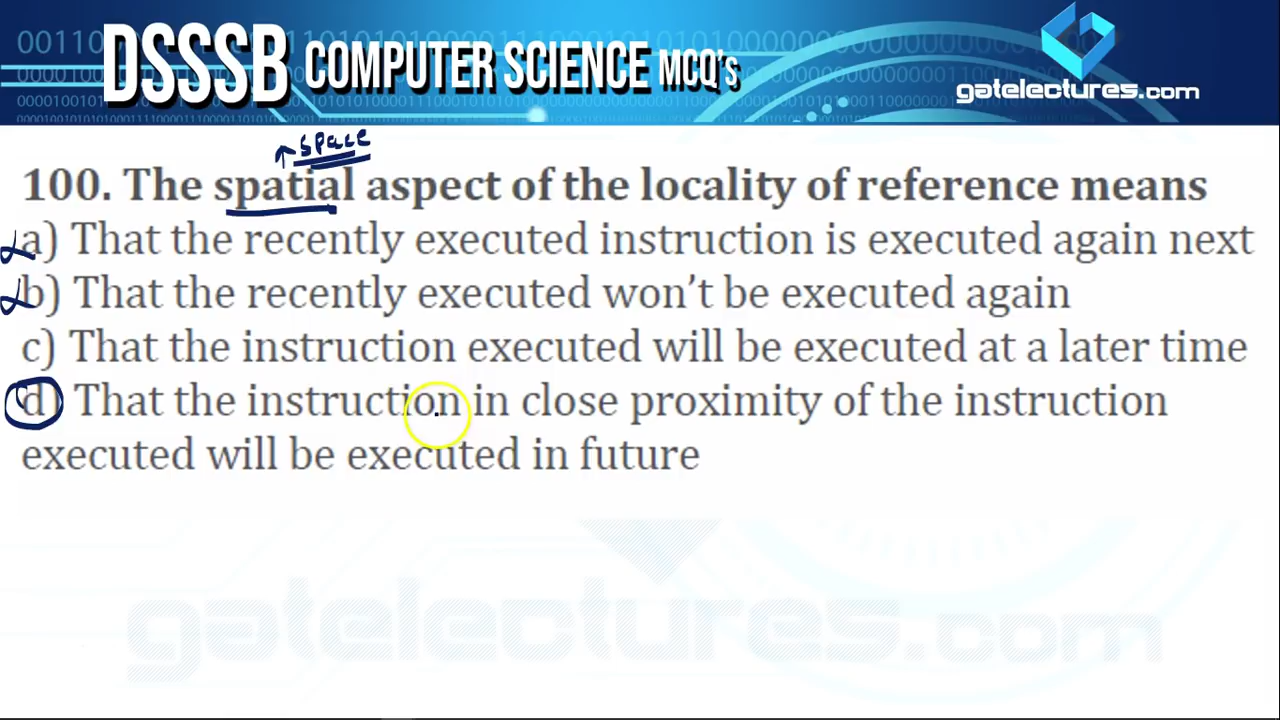 DSSSB COMPUTER SCIENCE MCQ'S
gatelectures.com
↑ space
100. The spatial aspect of the locality of reference means
a) That the recently executed instruction is executed again next
b) That the recently executed won't be executed again
c) That the instruction executed will be executed at a later time
d) That the instruction in close proximity of the instruction
executed will be executed in future
gatelectures.com